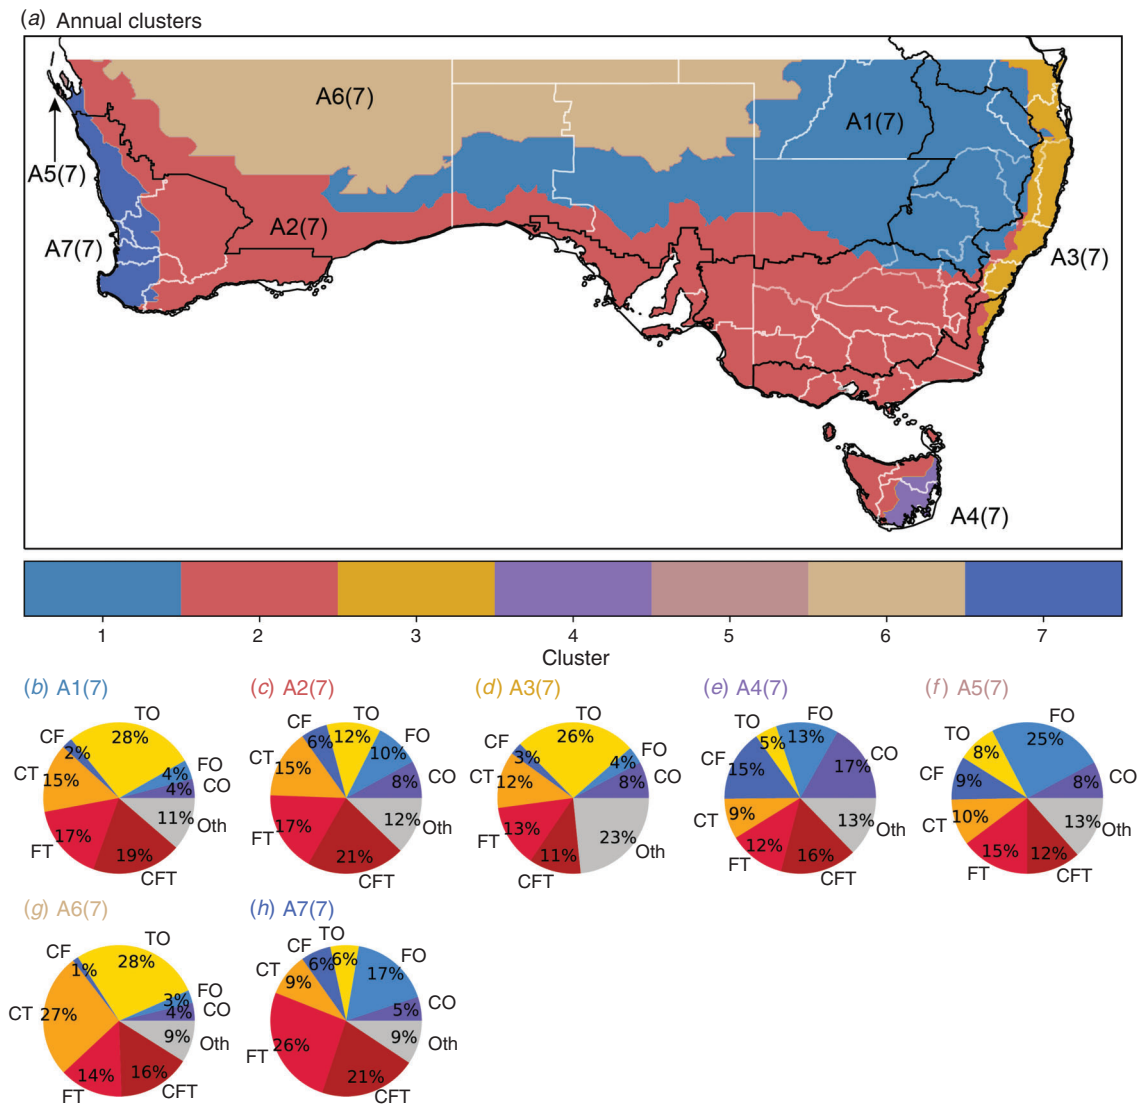 (a) Annual clusters
A6(7)
A1(7)
A5(7)
A2(7)
A7(7)
A3(7)
A4(7)
1 2 3 4 5 6 7
Cluster
(b) A1(7) (c) A2(7) (d) A3(7) (e) A4(7) (f) A5(7)
TO 28% CF 2% FO 4% CO 4% CT 15% Oth 11% FT 17% CFT 19%
TO 12% CF 6% FO 10% CO 8% CT 15% Oth 12% FT 17% CFT 21%
TO 26% CF 3% FO 4% CO 8% CT 12% Oth 23% FT 13% CFT 11%
TO 5% FO 13% CF 15% CO 17% CT 9% Oth 13% FT 12% CFT 16%
TO 8% FO 25% CF 9% CO 8% CT 10% Oth 13% FT 15% CFT 12%
(g) A6(7) (h) A7(7)
TO 28% CF 1% FO 3% CO 4% CT 27% Oth 9% FT 14% CFT 16%
TO 6% CF 6% FO 17% CO 5% CT 9% Oth 9% FT 26% CFT 21%